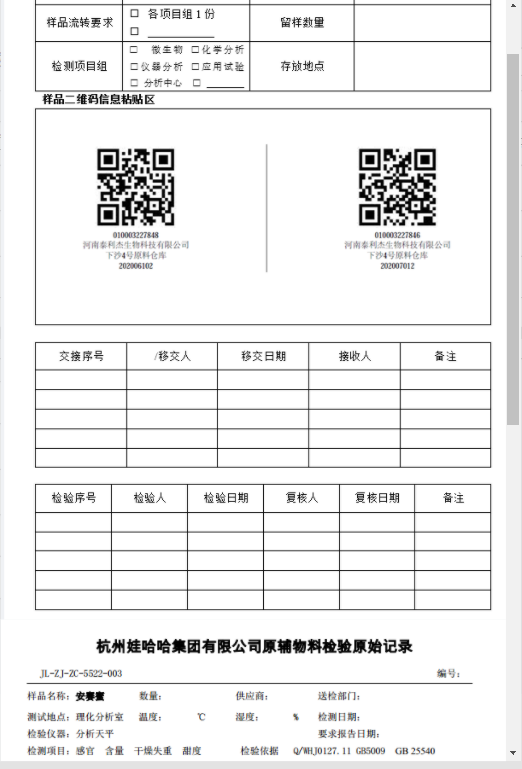 样品流转要求 □ 各项目组 1 份 留样数量
□
检测项目组 □ 微生物 □化学分析 存放地点
□仪器分析 □应用试验
□ 分析中心 □
样品二维码信息粘贴区
010003227848 010003227846
河南泰利杰生物科技有限公司 河南泰利杰生物科技有限公司
下沙4号原料仓库 下沙4号原料仓库
202006102 202007012
交接序号 /移交人 移交日期 接收人 备注
检验序号 检验人 检验日期 复核人 复核日期 备注
杭州娃哈哈集团有限公司原辅物料检验原始记录
JL-ZJ-ZC-5522-003 编号:
样品名称: 安赛蜜 数量: 供应商: 送检部门:
测试地点: 理化分析室 温度: ℃ 湿度: % 检测日期:
检验仪器: 分析天平 要求报告日期:
检测项目: 感官 含量 干燥失重 甜度 检验依据 Q/WHJ0127.11 GB5009 GB 25540